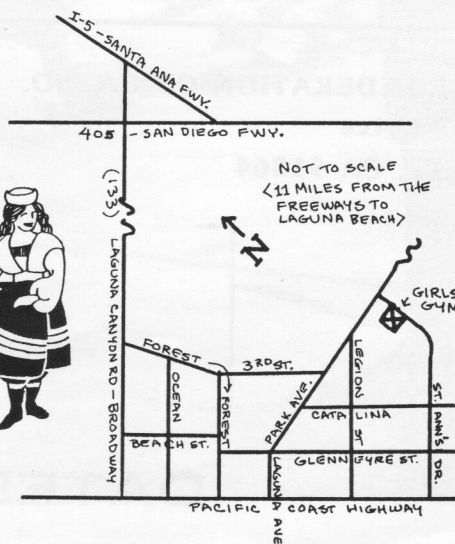 I-5 - SANTA ANA FWY.
405 - SAN DIEGO FWY.
NOT TO SCALE
<11 MILES FROM THE
FREEWAYS TO
LAGUNA BEACH>
N
(133)
LAGUNA CANYON RD - BROADWAY
GIRLS
GYM
FOREST
3RD ST.
OCEAN
FOREST
PARK AVE.
LEGION ST
CATALINA
ST. ANN'S DR.
BEACH ST.
GLENNEYRE ST.
LAGUNA AVE
PACIFIC COAST HIGHWAY